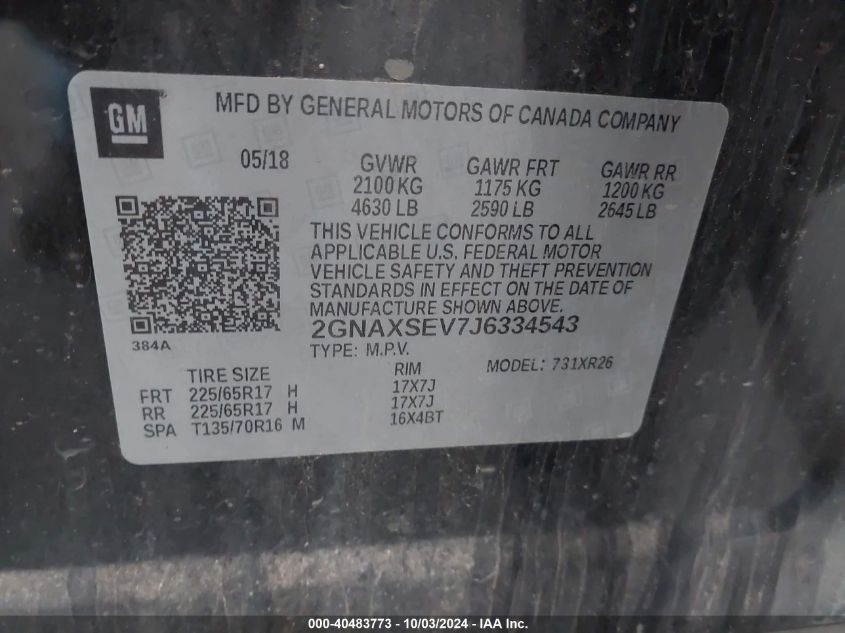 GM
MFD BY GENERAL MOTORS OF CANADA COMPANY
05/18 GVWR GAWR FRT GAWR RR
2100 KG 1175 KG 1200 KG
4630 LB 2590 LB 2645 LB
THIS VEHICLE CONFORMS TO ALL
APPLICABLE U.S. FEDERAL MOTOR
VEHICLE SAFETY AND THEFT PREVENTION
STANDARDS IN EFFECT ON THE DATE OF
MANUFACTURE SHOWN ABOVE.
2GNAXSEV7J6334543
384A
TYPE: M.P.V. MODEL: 731XR26
TIRE SIZE RIM
FRT 225/65R17 H 17X7J
RR 225/65R17 H 17X7J
SPA T135/70R16 M 16X4BT
000-40483773 - 10/03/2024 - IAA Inc.